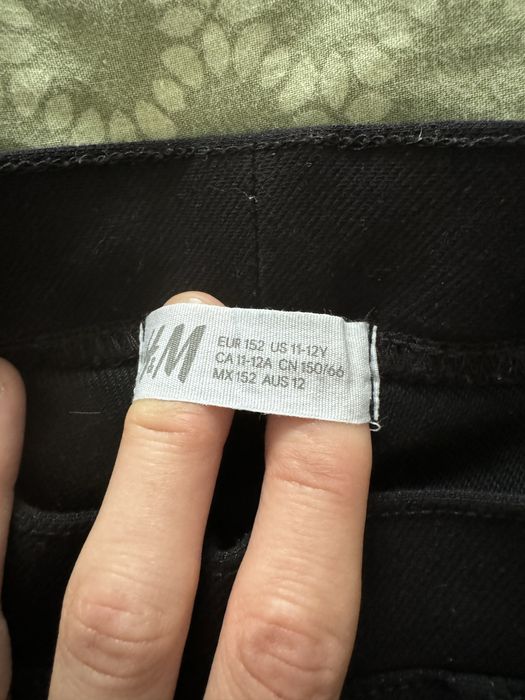 H&M
EUR 152 US 11-12Y
CA 11-12A CN 150/66
MX 152 AUS 12